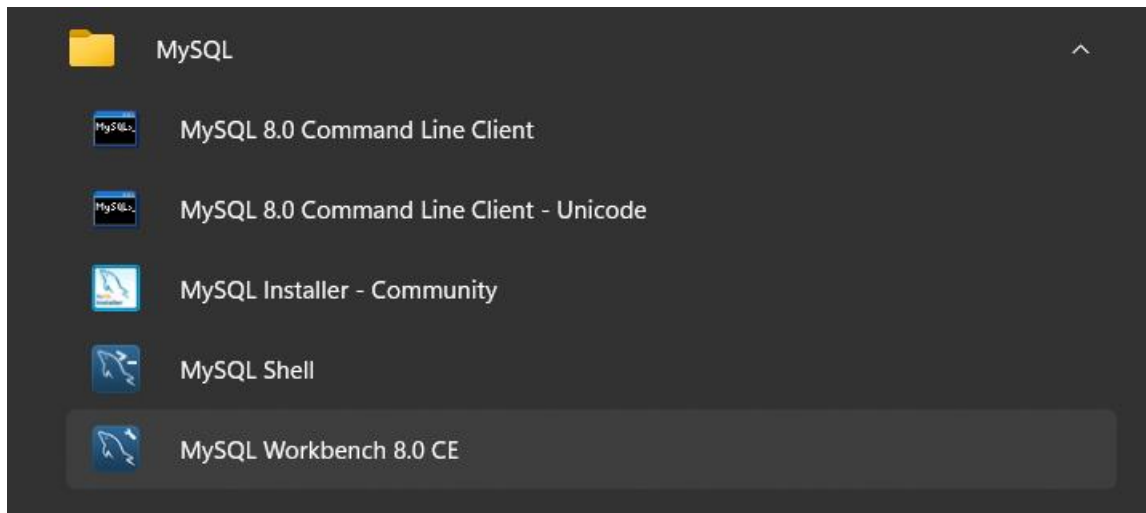 MySQL
MySQL 8.0 Command Line Client
MySQL 8.0 Command Line Client - Unicode
MySQL Installer - Community
MySQL Shell
MySQL Workbench 8.0 CE